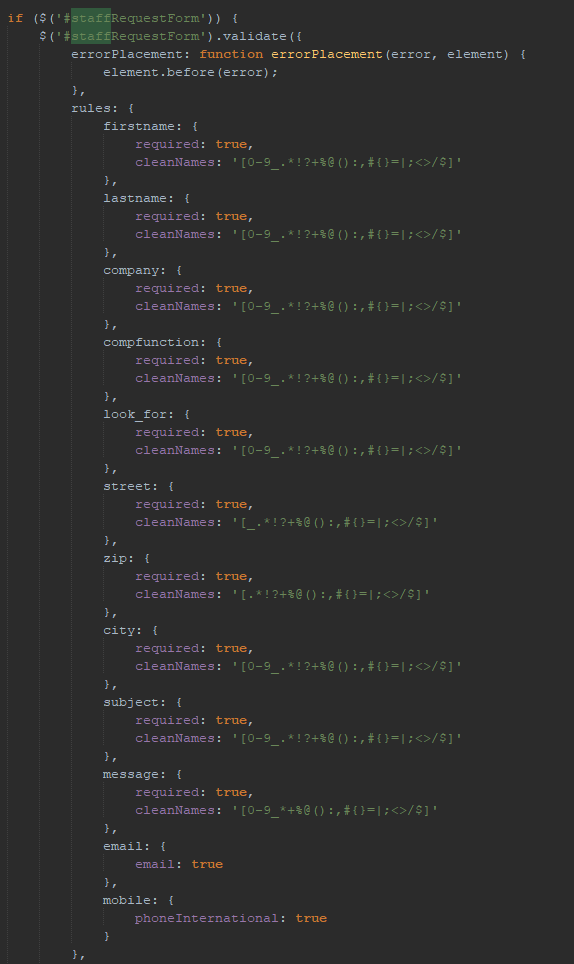 if ($('#staffRequestForm')) {
$('#staffRequestForm').validate({
errorPlacement: function errorPlacement(error, element) {
element.before(error);
},
rules: {
firstname: {
required: true,
cleanNames: '[0-9_.*!?+%@():,#{}=|;<>/$]'
},
lastname: {
required: true,
cleanNames: '[0-9_.*!?+%@():,#{}=|;<>/$]'
},
company: {
required: true,
cleanNames: '[0-9_.*!?+%@():,#{}=|;<>/$]'
},
compfunction: {
required: true,
cleanNames: '[0-9_.*!?+%@():,#{}=|;<>/$]'
},
look_for: {
required: true,
cleanNames: '[0-9_.*!?+%@():,#{}=|;<>/$]'
},
street: {
required: true,
cleanNames: '[_.*!?+%@():,#{}=|;<>/$]'
},
zip: {
required: true,
cleanNames: '[.*!?+%@():,#{}=|;<>/$]'
},
city: {
required: true,
cleanNames: '[0-9_.*!?+%@():,#{}=|;<>/$]'
},
subject: {
required: true,
cleanNames: '[0-9_.*!?+%@():,#{}=|;<>/$]'
},
message: {
required: true,
cleanNames: '[0-9_*+%@():,#{}=|;<>/$]'
},
email: {
email: true
},
mobile: {
phoneInternational: true
}
},